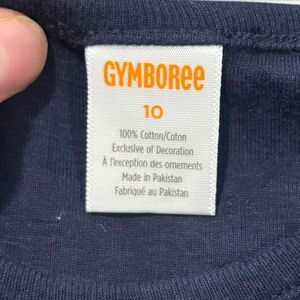 GYMBOREE
10
100% Cotton/Coton
Exclusive of Decoration
À l'exception des ornements
Made in Pakistan
Fabriqué au Pakistan